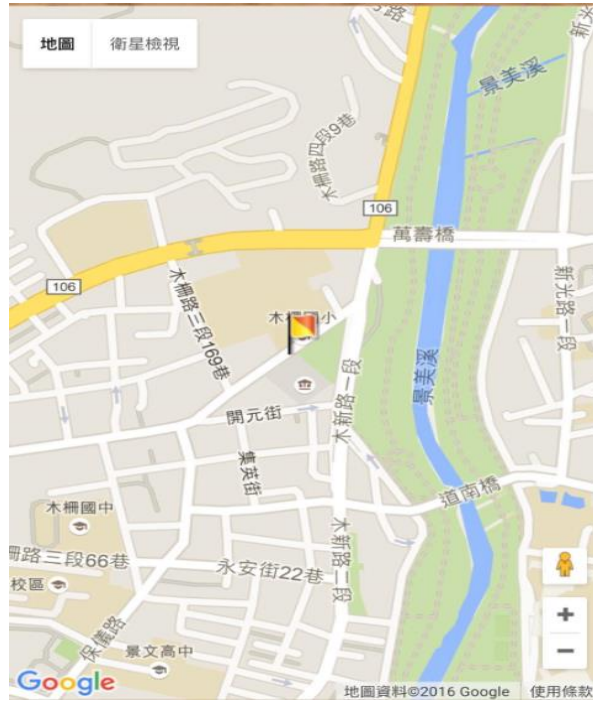 地圖
衛星檢視
新光
景美溪
木柵路四段9巷
106
萬壽橋
106
木柵路三段169巷
新光路一段
木柵國小
木新路一段
景美溪
開元街
集英街
道南橋
木柵國中
木新路二段
柵路三段66巷
永安街22巷
校區
保儀路
景文高中
+
−
Google
地圖資料©2016 Google
使用條款